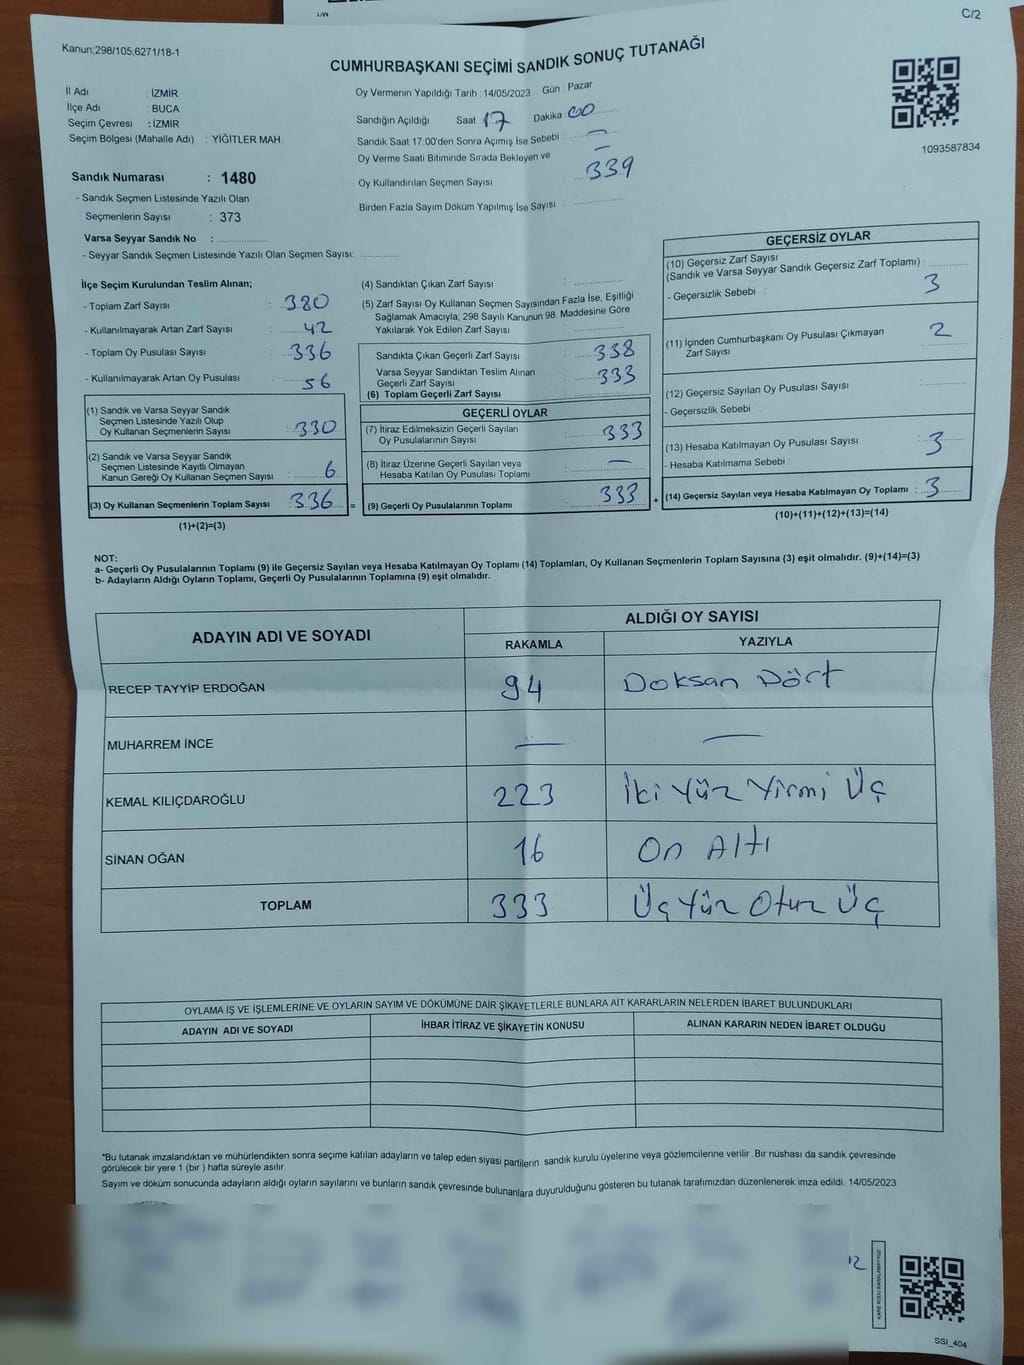 C/2
Kanun;298/105;6271/18-1
CUMHURBAŞKANI SEÇİMİ SANDIK SONUÇ TUTANAĞI
İl Adı : İZMİR
İlçe Adı : BUCA
Seçim Çevresi : İZMİR
Seçim Bölgesi (Mahalle Adı) : YİĞİTLER MAH.
Oy Vermenin Yapıldığı Tarih : 14/05/2023 Gün : Pazar
Sandığın Açıldığı Saat 17 Dakika 00
Sandık Saat 17:00'den Sonra Açımış İse Sebebi : —
Oy Verme Saati Bitiminde Sırada Bekleyen ve —
Oy Kullandırılan Seçmen Sayısı : 339
Birden Fazla Sayım Döküm Yapılmış İse Sayısı :
1093587834
Sandık Numarası : 1480
- Sandık Seçmen Listesinde Yazılı Olan
Seçmenlerin Sayısı : 373
Varsa Seyyar Sandık No :
- Seyyar Sandık Seçmen Listesinde Yazılı Olan Seçmen Sayısı:
İlçe Seçim Kurulundan Teslim Alınan;
- Toplam Zarf Sayısı : 380
- Kullanılmayarak Artan Zarf Sayısı : 42
- Toplam Oy Pusulası Sayısı : 336
- Kullanılmayarak Artan Oy Pusulası : 56
(1) Sandık ve Varsa Seyyar Sandık
Seçmen Listesinde Yazılı Olup
Oy Kullanan Seçmenlerin Sayısı : 330
(2) Sandık ve Varsa Seyyar Sandık
Seçmen Listesinde Kayıtlı Olmayan
Kanun Gereği Oy Kullanan Seçmen Sayısı : 6
(3) Oy Kullanan Seçmenlerin Toplam Sayısı : 336 =
(1)+(2)=(3)
(4) Sandıktan Çıkan Zarf Sayısı :
(5) Zarf Sayısı Oy Kullanan Seçmen Sayısından Fazla İse, Eşitliği
Sağlamak Amacıyla; 298 Sayılı Kanunun 98. Maddesine Göre
Yakılarak Yok Edilen Zarf Sayısı :
Sandıkta Çıkan Geçerli Zarf Sayısı : 338
Varsa Seyyar Sandıktan Teslim Alınan
Geçerli Zarf Sayısı : 333
(6) Toplam Geçerli Zarf Sayısı
GEÇERLİ OYLAR
(7) İtiraz Edilmeksizin Geçerli Sayılan
Oy Pusulalarının Sayısı : 333
(8) İtiraz Üzerine Geçerli Sayılan veya
Hesaba Katılan Oy Pusulası Toplamı : —
(9) Geçerli Oy Pusulalarının Toplamı : 333 +
GEÇERSİZ OYLAR
(10) Geçersiz Zarf Sayısı
(Sandık ve Varsa Seyyar Sandık Geçersiz Zarf Toplamı) :
- Geçersizlik Sebebi : 3
(11) İçinden Cumhurbaşkanı Oy Pusulası Çıkmayan
Zarf Sayısı : 2
(12) Geçersiz Sayılan Oy Pusulası Sayısı :
- Geçersizlik Sebebi :
(13) Hesaba Katılmayan Oy Pusulası Sayısı : 3
- Hesaba Katılmama Sebebi :
(14) Geçersiz Sayılan veya Hesaba Katılmayan Oy Toplamı : 3
(10)+(11)+(12)+(13)=(14)
NOT:
a- Geçerli Oy Pusulalarının Toplamı (9) ile Geçersiz Sayılan veya Hesaba Katılmayan Oy Toplamı (14) Toplamları, Oy Kullanan Seçmenlerin Toplam Sayısına (3) eşit olmalıdır. (9)+(14)=(3)
b- Adayların Aldığı Oyların Toplamı, Geçerli Oy Pusulalarının Toplamına (9) eşit olmalıdır.
ADAYIN ADI VE SOYADI
ALDIĞI OY SAYISI
RAKAMLA YAZIYLA
RECEP TAYYİP ERDOĞAN 94 Doksan Dört
MUHARREM İNCE — —
KEMAL KILIÇDAROĞLU 223 İki Yüz Yirmi Üç
SİNAN OĞAN 16 On Altı
TOPLAM 333 Üç Yüz Otuz Üç
OYLAMA İŞ VE İŞLEMLERİNE VE OYLARIN SAYIM VE DÖKÜMÜNE DAİR ŞİKAYETLERLE BUNLARA AİT KARARLARIN NELERDEN İBARET BULUNDUKLARI
ADAYIN ADI VE SOYADI İHBAR İTİRAZ VE ŞİKAYETİN KONUSU ALINAN KARARIN NEDEN İBARET OLDUĞU
*Bu tutanak imzalandıktan ve mühürlendikten sonra seçime katılan adayların ve talep eden siyasi partilerin sandık kurulu üyelerine veya gözlemcilerine verilir .Bir nüshası da sandık çevresinde
görülecek bir yere 1 (bir ) hafta süreyle asılır.
Sayım ve döküm sonucunda adayların aldığı oyların sayılarını ve bunların sandık çevresinde bulunanlara duyurulduğunu gösteren bu tutanak tarafımızdan düzenlenerek imza edildi. 14/05/2023
KARE KODU KARALAMAYINIZ!
SSI_404